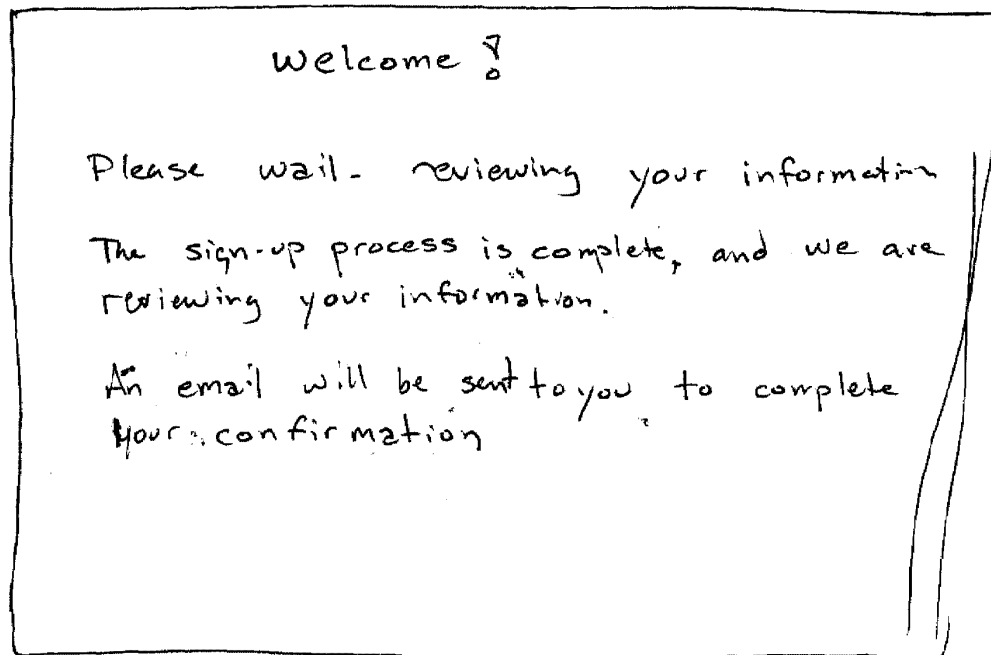 Welcome !
Please wail - reviewing your information
The sign-up process is complete, and we are
reviewing your information.
An email will be sent to you to complete
your confirmation